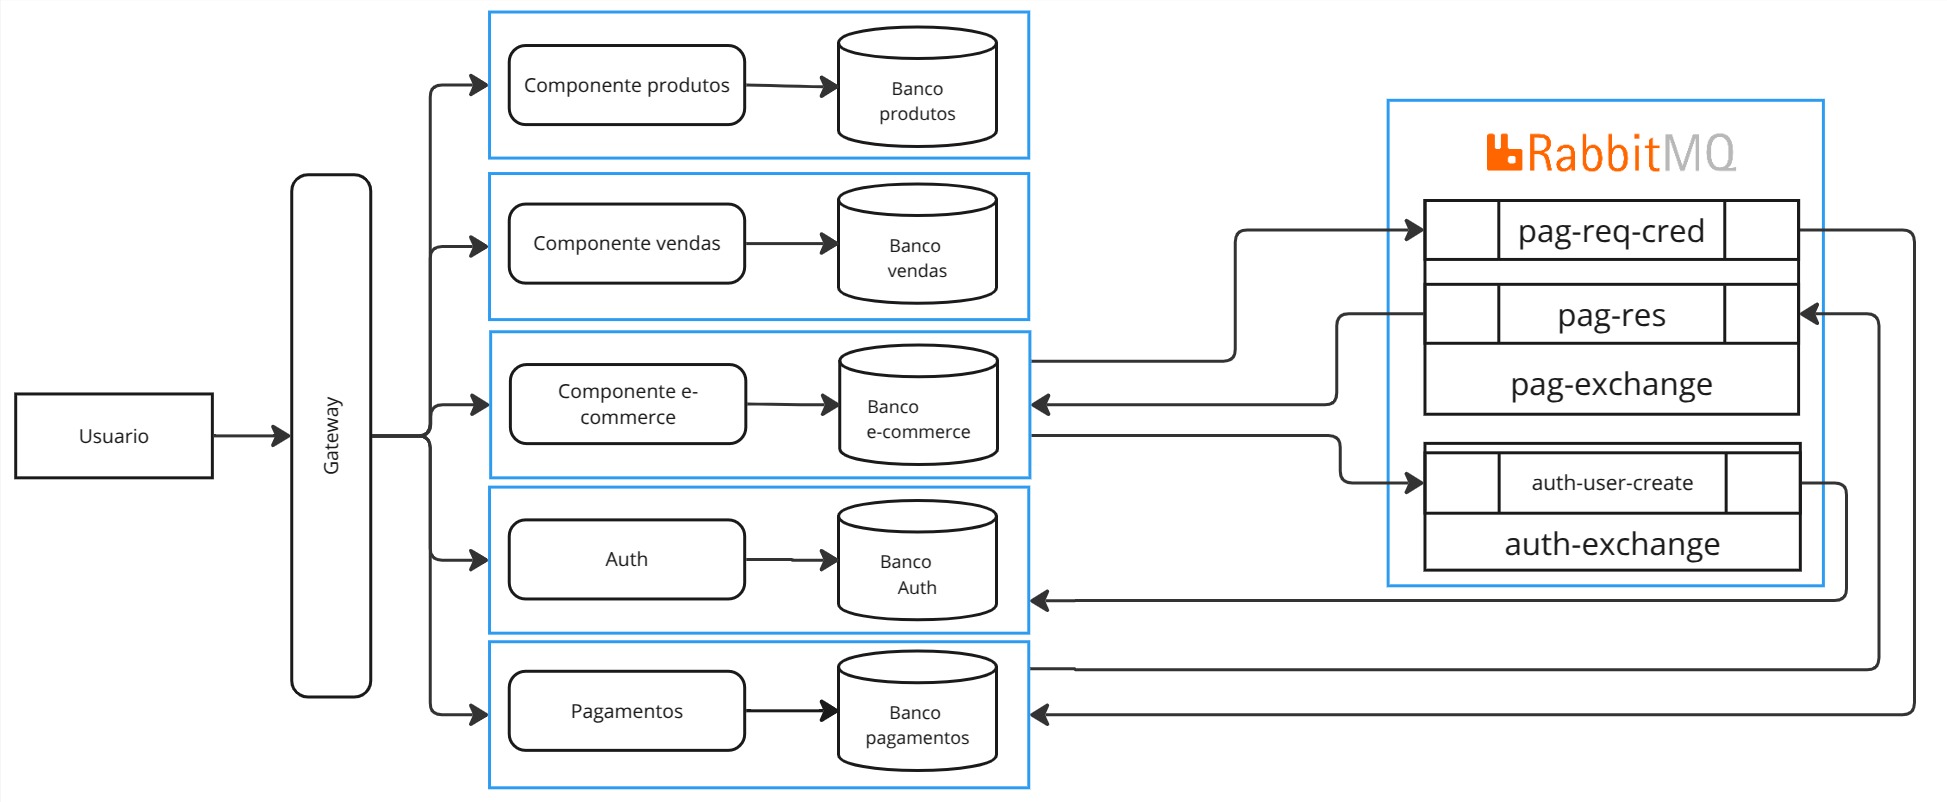 Componente produtos
Banco
produtos
Componente vendas
Banco
vendas
Componente e-
commerce
Banco
e-commerce
Usuario
Gateway
Auth
Banco
Auth
Pagamentos
Banco
pagamentos
RabbitMQ
pag-req-cred
pag-res
pag-exchange
auth-user-create
auth-exchange